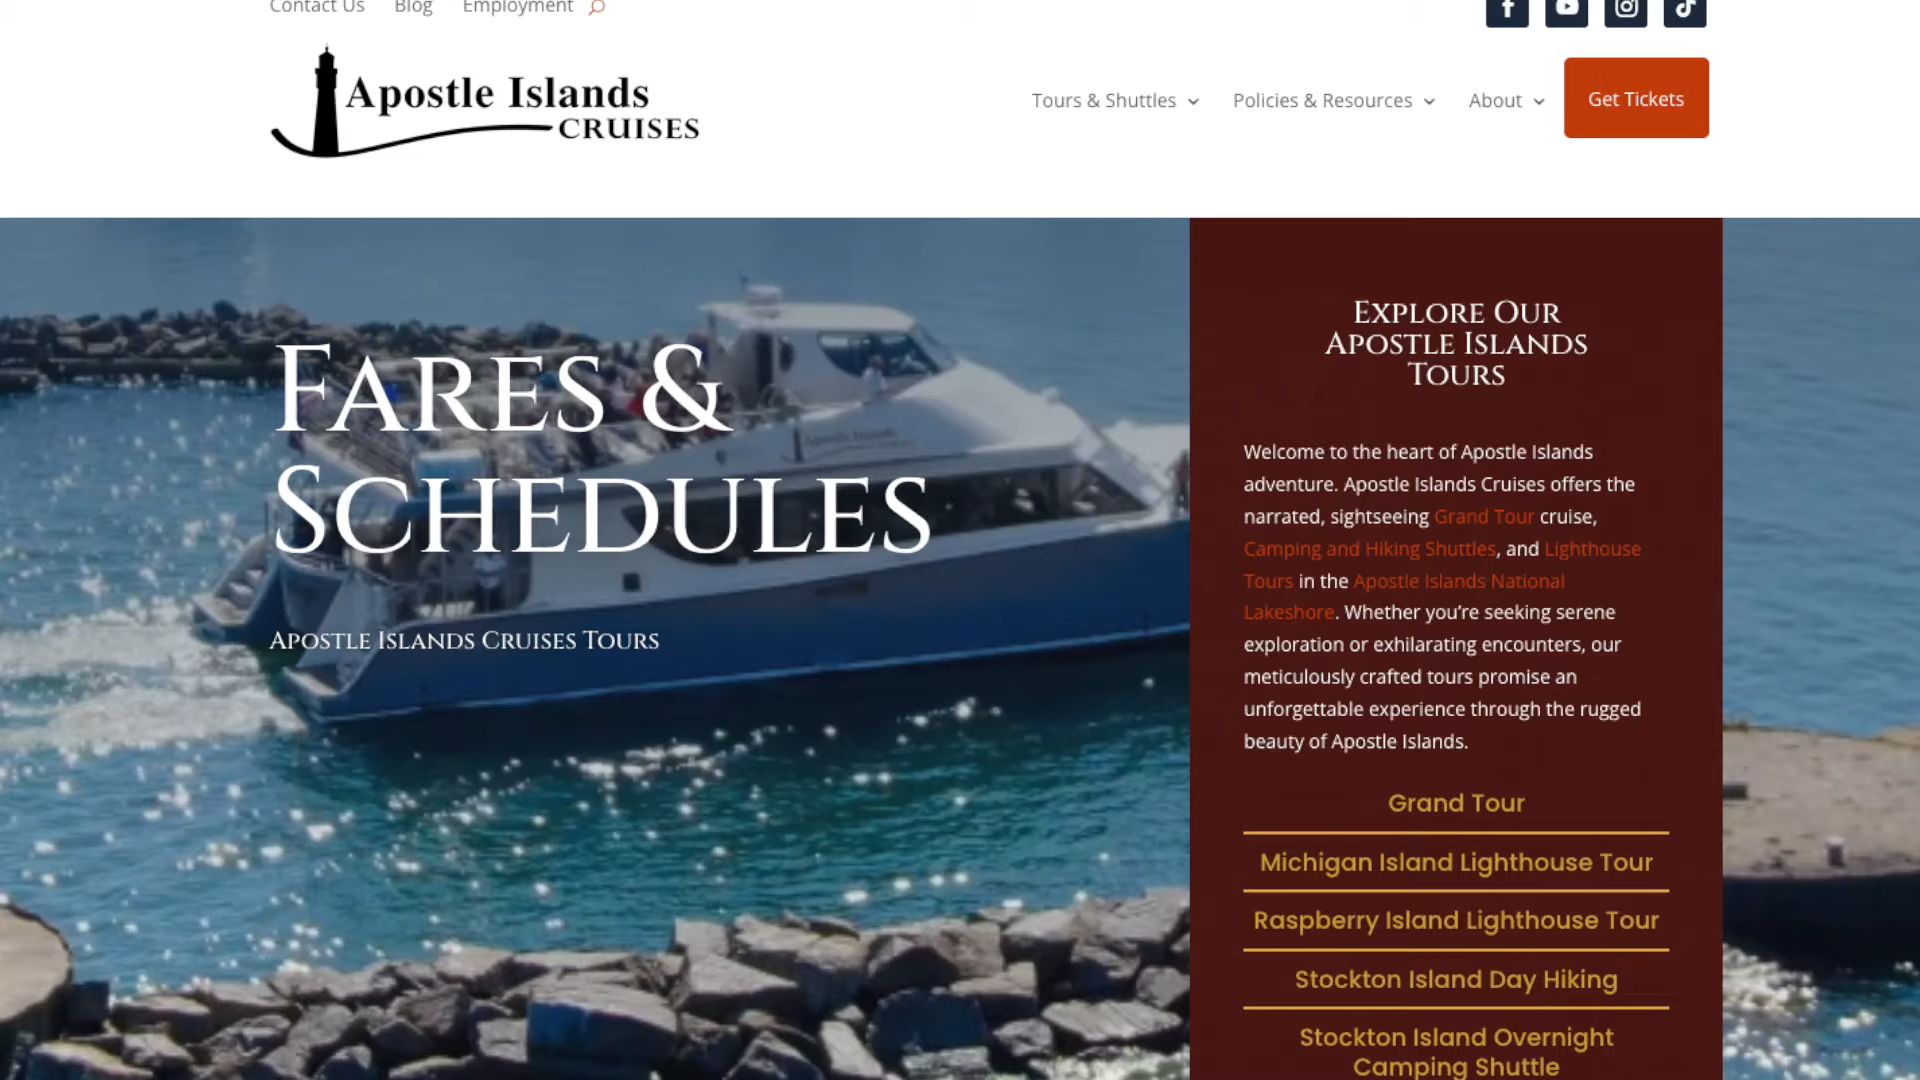 Contact Us Blog Employment
Apostle Islands
CRUISES
Tours & Shuttles Policies & Resources About Get Tickets
Fares &
Schedules
Apostle Islands Cruises Tours
Explore Our
Apostle Islands
Tours
Welcome to the heart of Apostle Islands
adventure. Apostle Islands Cruises offers the
narrated, sightseeing Grand Tour cruise,
Camping and Hiking Shuttles, and Lighthouse
Tours in the Apostle Islands National
Lakeshore. Whether you’re seeking serene
exploration or exhilarating encounters, our
meticulously crafted tours promise an
unforgettable experience through the rugged
beauty of Apostle Islands.
Grand Tour
Michigan Island Lighthouse Tour
Raspberry Island Lighthouse Tour
Stockton Island Day Hiking
Stockton Island Overnight
Camping Shuttle